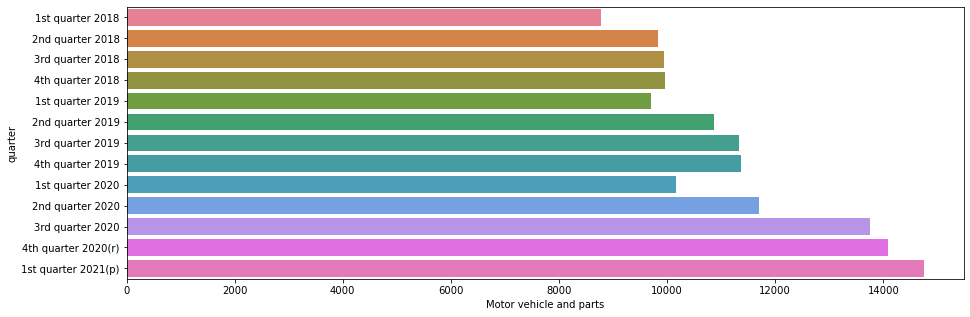 1st quarter 2018
2nd quarter 2018
3rd quarter 2018
4th quarter 2018
1st quarter 2019
2nd quarter 2019
3rd quarter 2019
4th quarter 2019
1st quarter 2020
2nd quarter 2020
3rd quarter 2020
4th quarter 2020(r)
1st quarter 2021(p)
quarter
0 2000 4000 6000 8000 10000 12000 14000
Motor vehicle and parts